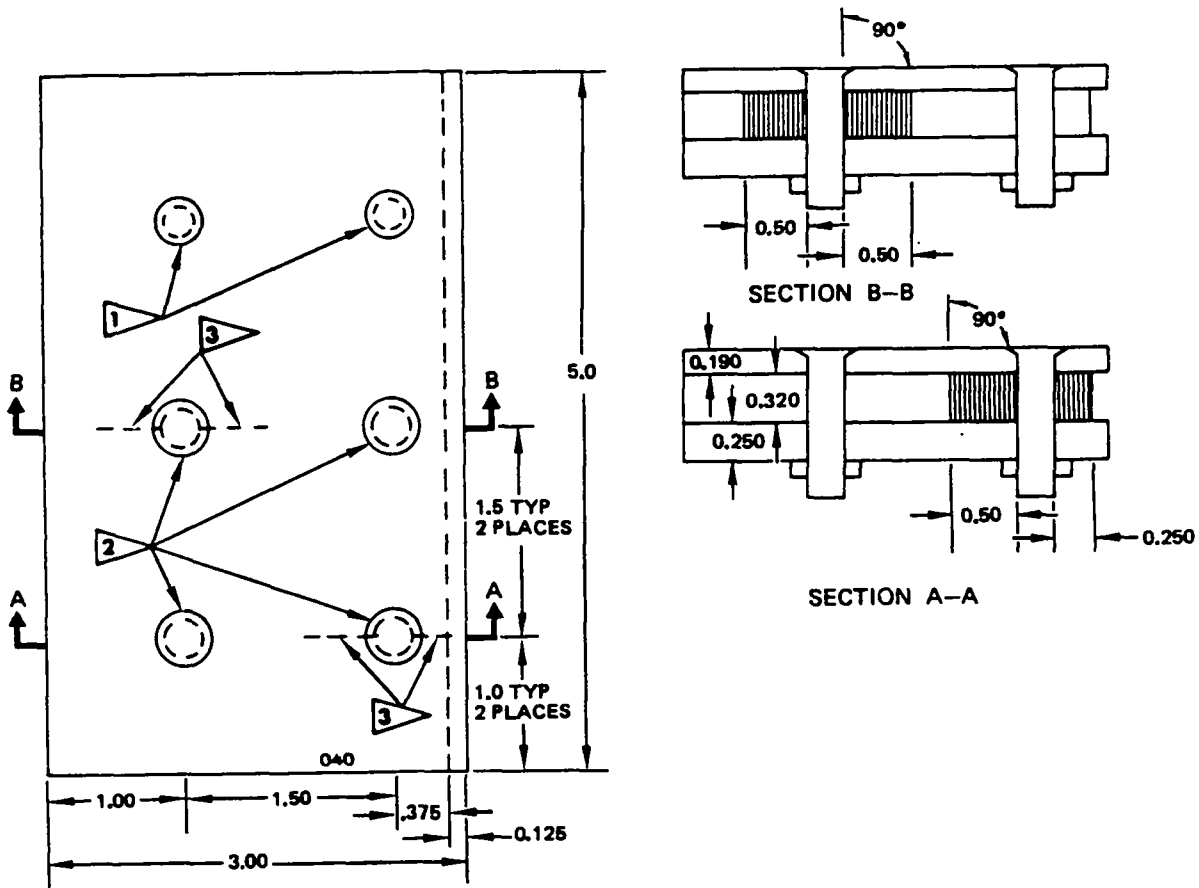 1
3
B
B
5.0
1.5 TYP
2 PLACES
2
A
A
1.0 TYP
2 PLACES
3
040
1.00
1.50
.375
0.125
3.00
90°
0.50
0.50
SECTION B–B
90°
0.190
0.320
0.250
0.50
0.250
SECTION A–A